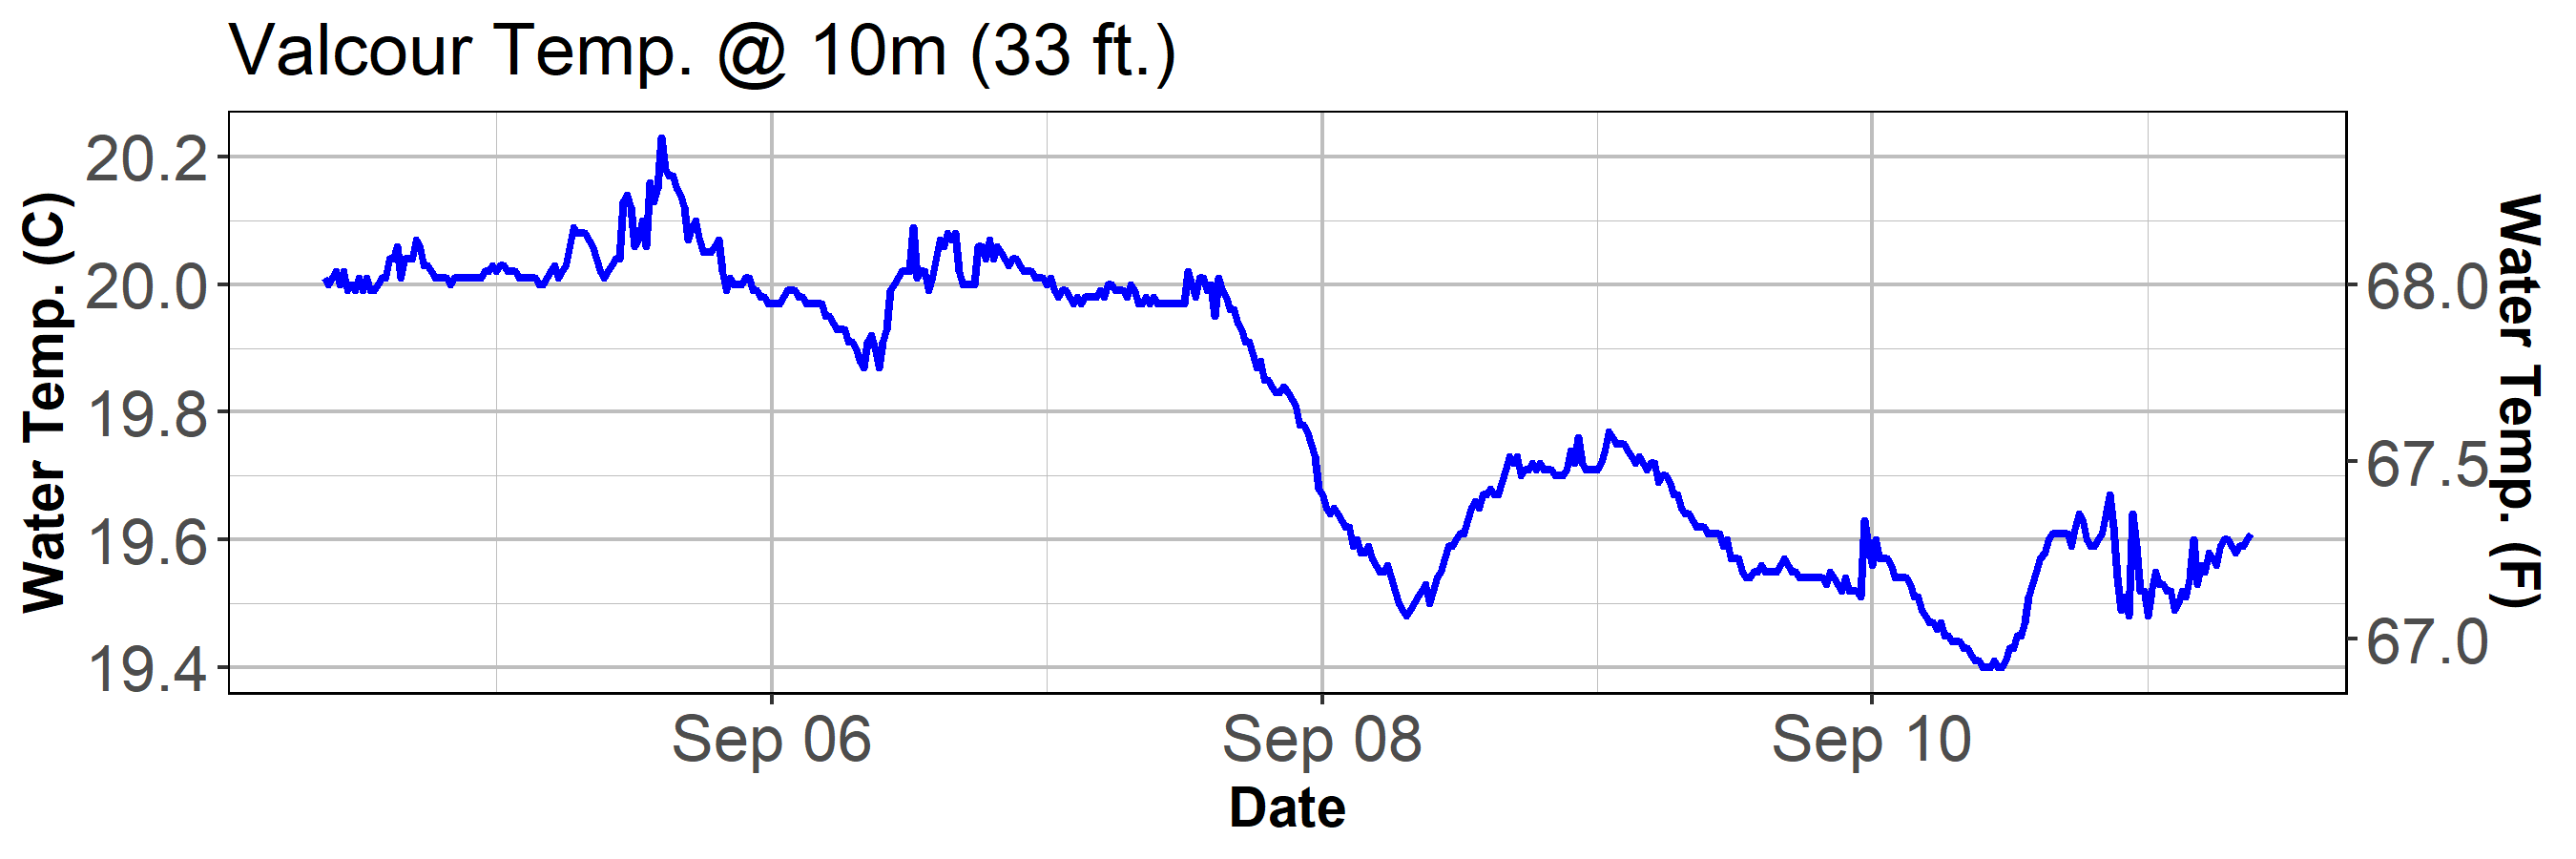 Valcour Temp. @ 10m (33 ft.)
Water Temp. (C)
20.2
20.0
19.8
19.6
19.4
68.0
67.5
67.0
Water Temp. (F)
Sep 06
Sep 08
Sep 10
Date